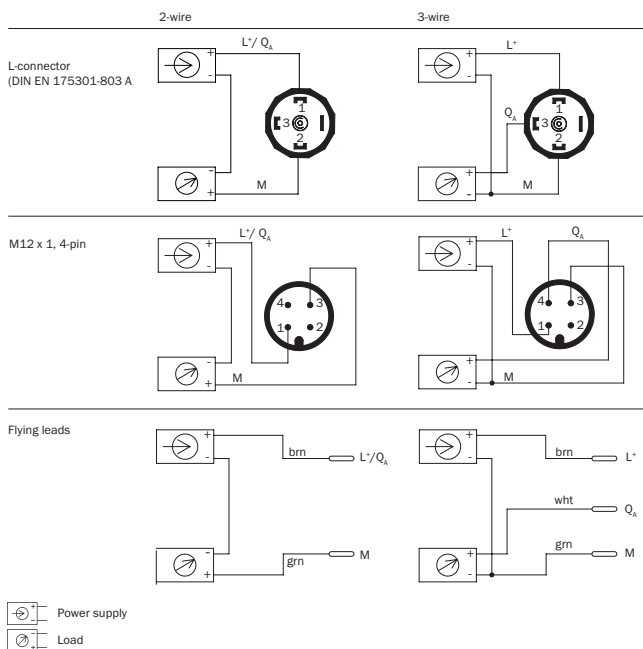 2-wire 3-wire
L-connector
(DIN EN 175301-803 A
+
-
L⁺/ Q_A
1
3
2
-
+
M
+
-
L⁺
Q_A
1
3
2
+
-
M
M12 x 1, 4-pin
+
-
L⁺/ Q_A
4 3
1 2
-
+
M
+
-
L⁺ Q_A
4 3
1 2
+
-
M
Flying leads
+
-
brn L⁺/Q_A
-
+
grn M
+
-
brn L⁺
wht Q_A
+
-
grn M
+
-
Power supply
-
+
Load